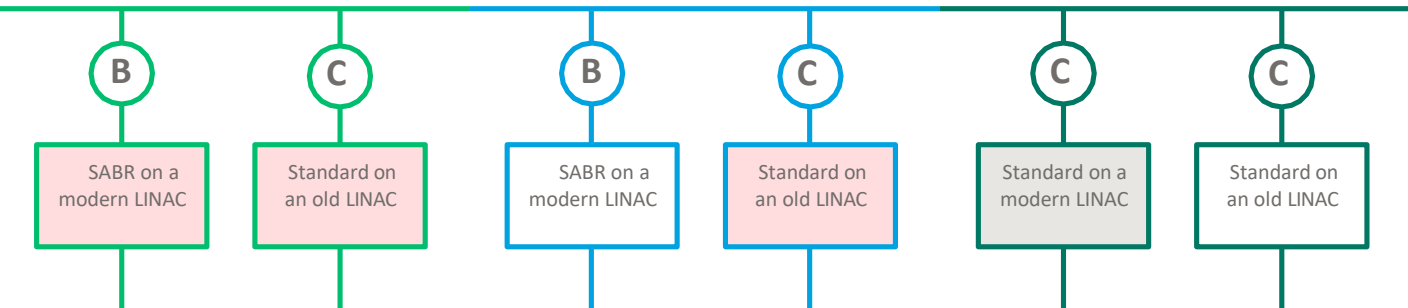 B
C
B
C
C
C
SABR on a
modern LINAC
Standard on
an old LINAC
SABR on a
modern LINAC
Standard on
an old LINAC
Standard on a
modern LINAC
Standard on
an old LINAC